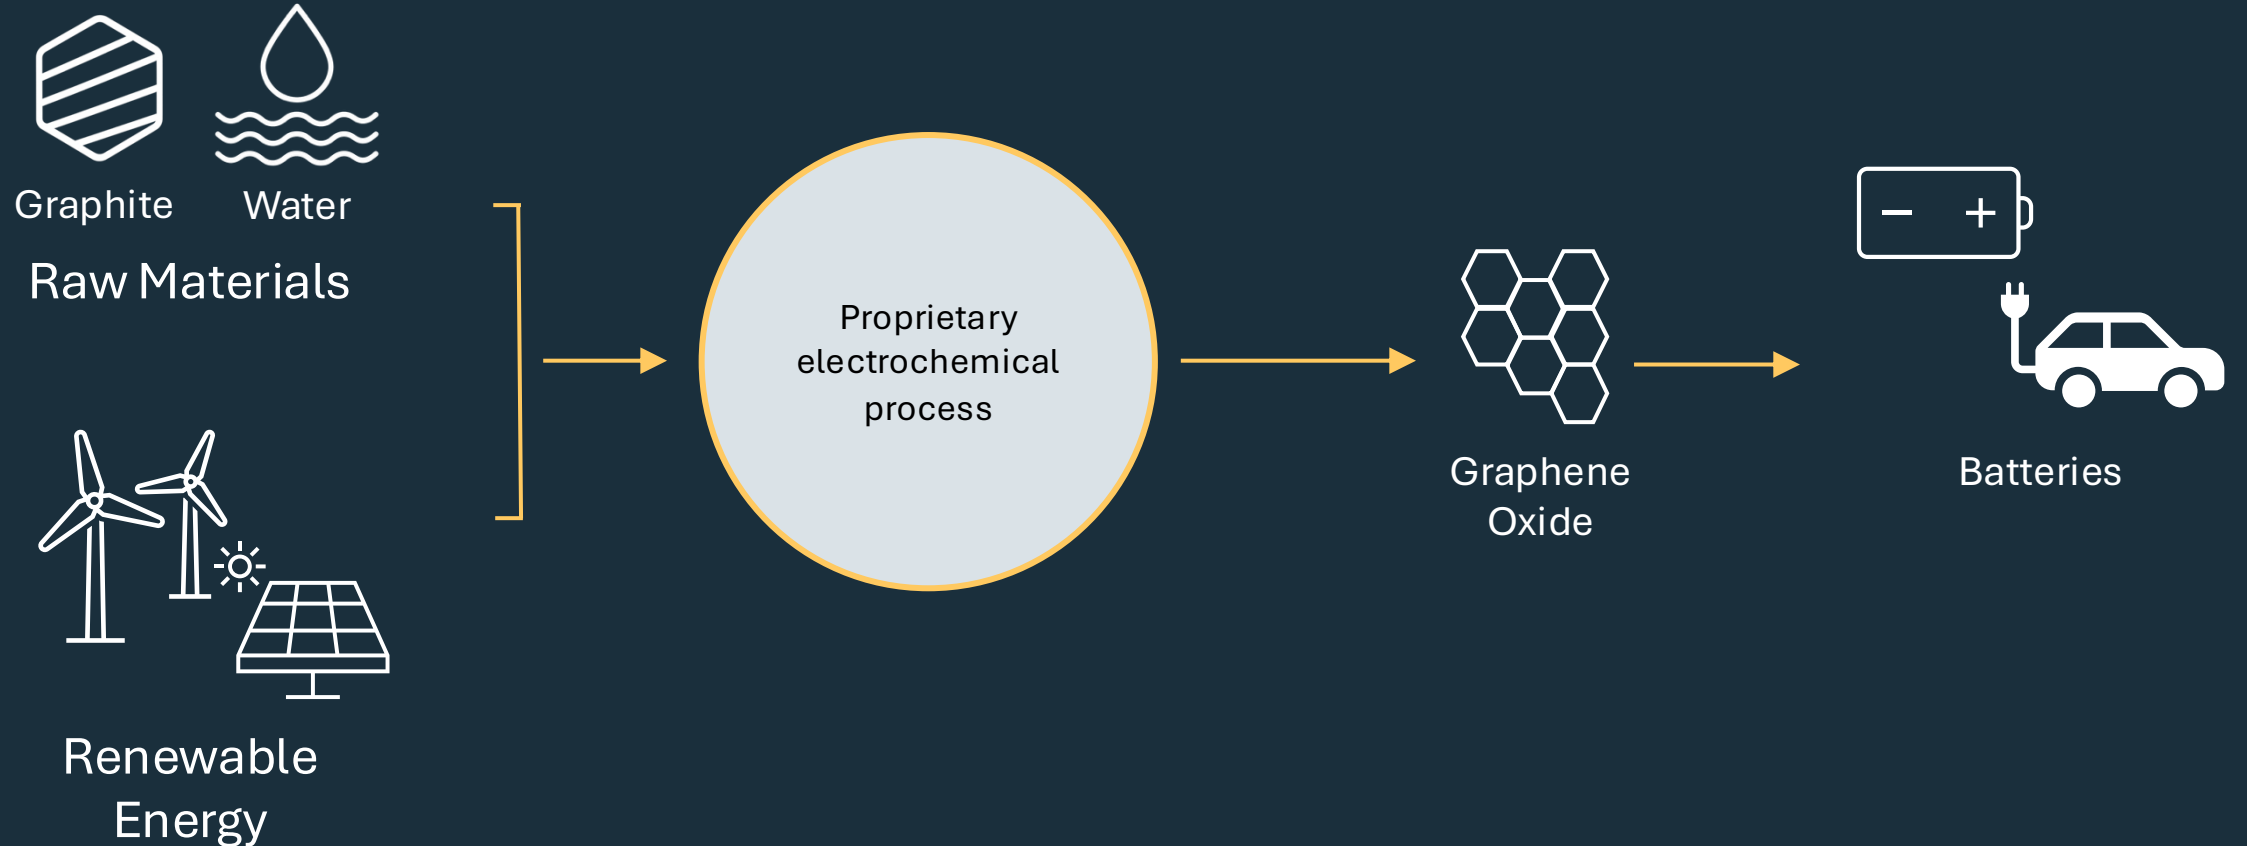 Graphite
Water
Raw Materials
Renewable
Energy
Proprietary
electrochemical
process
Graphene
Oxide
Batteries